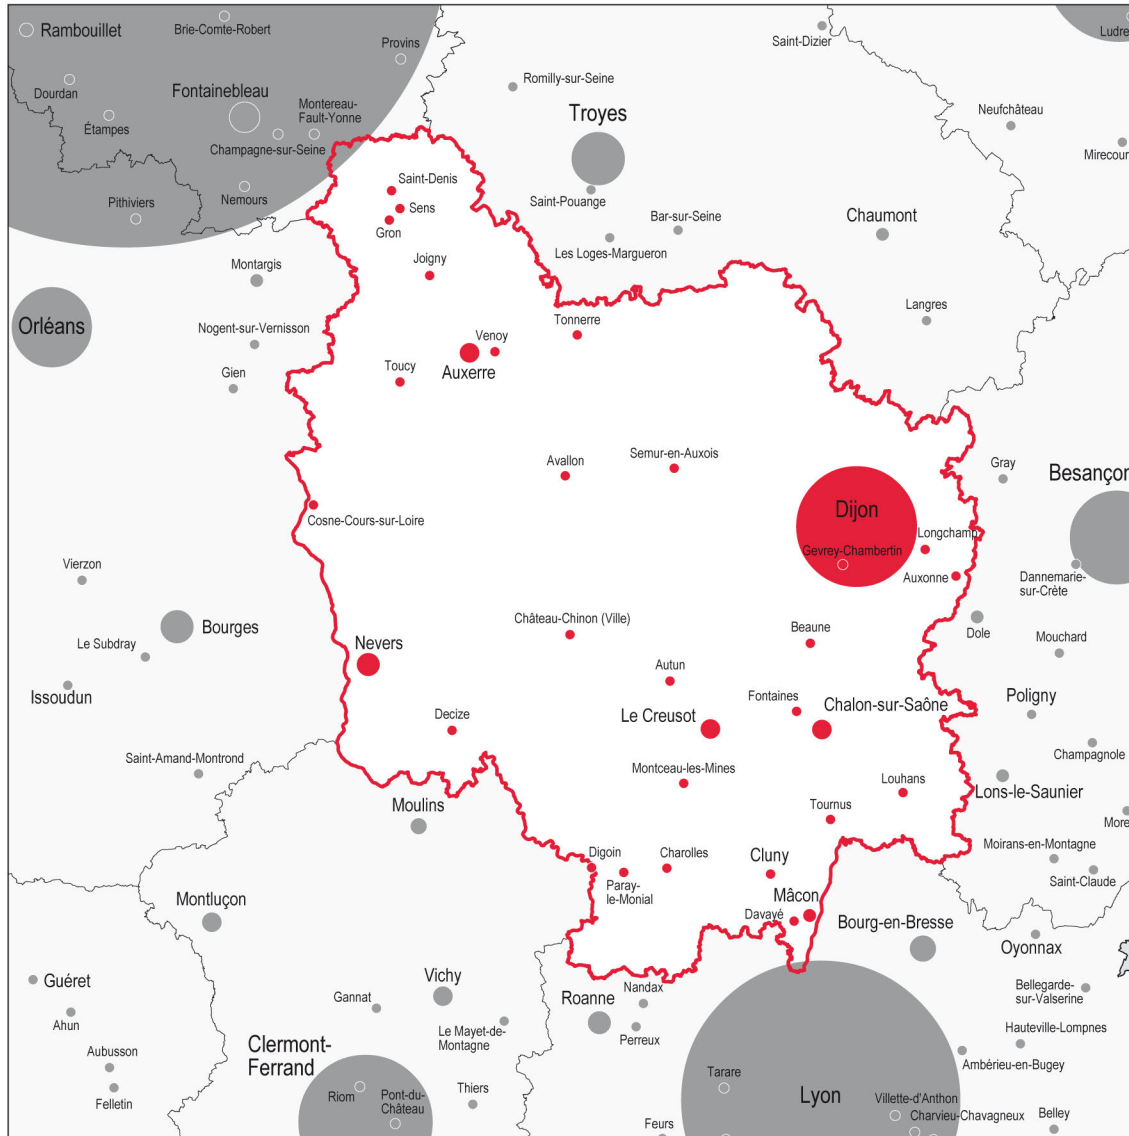 Rambouillet
Brie-Comte-Robert
Provins
Saint-Dizier
Ludre
Dourdan
Fontainebleau
Romilly-sur-Seine
Étampes
Montereau-
Fault-Yonne
Troyes
Neufchâteau
Champagne-sur-Seine
Mirecour
Saint-Denis
Pithiviers
Nemours
Saint-Pouange
Sens
Gron
Bar-sur-Seine
Chaumont
Les Loges-Margueron
Joigny
Montargis
Langres
Orléans
Nogent-sur-Vernisson
Tonnerre
Venoy
Gien
Toucy
Auxerre
Avallon
Semur-en-Auxois
Gray
Besançon
Dijon
Cosne-Cours-sur-Loire
Longchamp
Gevrey-Chambertin
Vierzon
Auxonne
Dannemarie-
sur-Crète
Bourges
Château-Chinon (Ville)
Beaune
Dole
Le Subdray
Nevers
Mouchard
Issoudun
Autun
Fontaines
Poligny
Decize
Le Creusot
Chalon-sur-Saône
Saint-Amand-Montrond
Champagnole
Montceau-les-Mines
Louhans
Lons-le-Saunier
Moulins
Tournus
More
Moirans-en-Montagne
Digoin
Charolles
Cluny
Saint-Claude
Paray-
le-Monial
Montluçon
Mâcon
Davayé
Bourg-en-Bresse
Oyonnax
Guéret
Vichy
Nandax
Bellegarde-
sur-Valserine
Gannat
Roanne
Ahun
Le Mayet-de-
Montagne
Perreux
Hauteville-Lompnes
Clermont-
Ferrand
Aubusson
Ambérieu-en-Bugey
Tarare
Felletin
Riom
Pont-du-
Château
Thiers
Lyon
Villette-d'Anthon
Charvieu-Chavagneux
Belley
Feurs